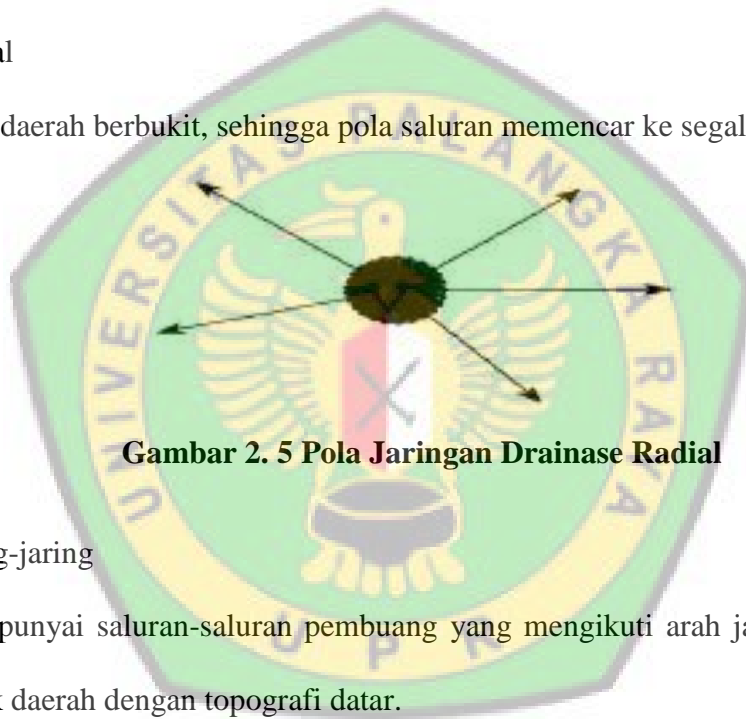 al
daerah berbukit, sehingga pola saluran memencar ke segal
UNIVERSITAS PALANGKA RAYA
Gambar 2. 5 Pola Jaringan Drainase Radial
g-jaring
punyai saluran-saluran pembuang yang mengikuti arah ja
UPR
k daerah dengan topografi datar.